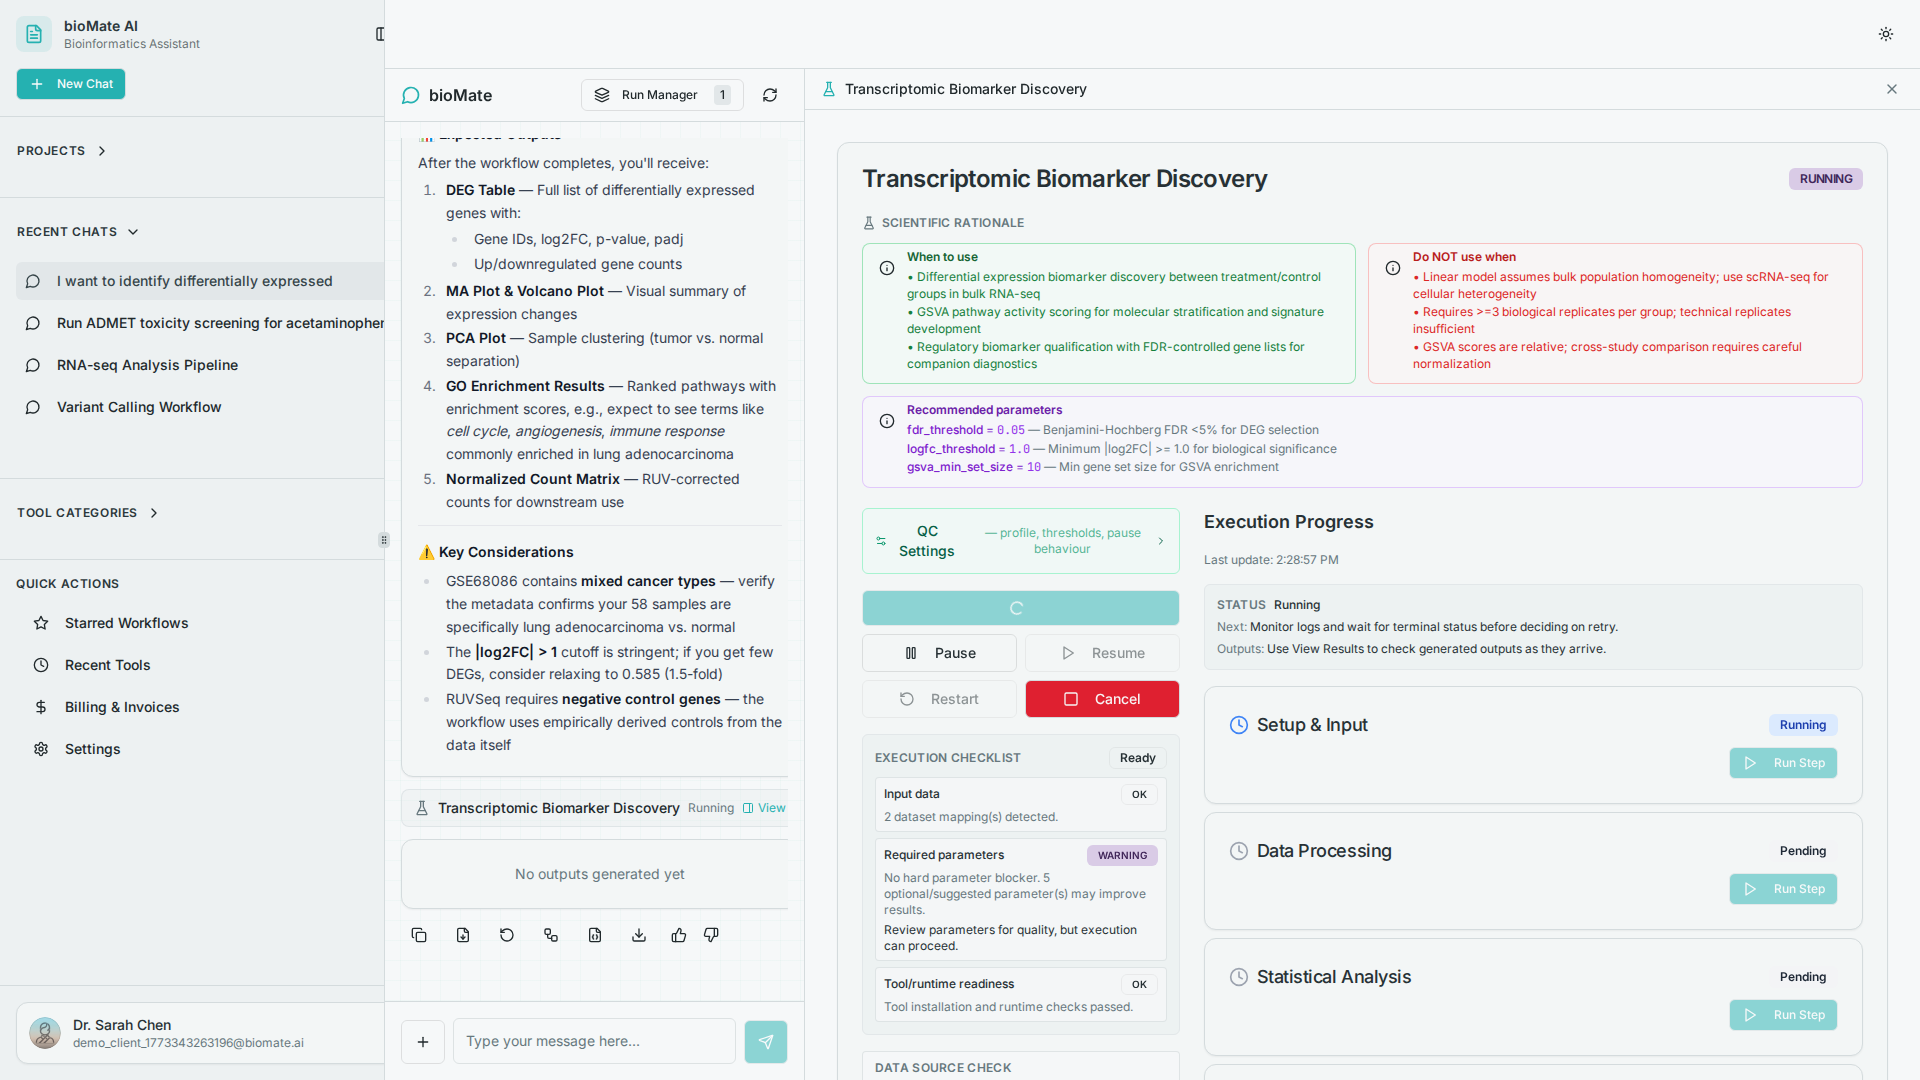 bioMate AI
Bioinformatics Assistant
New Chat
PROJECTS
RECENT CHATS
I want to identify differentially expressed
Run ADMET toxicity screening for acetaminophen
RNA-seq Analysis Pipeline
Variant Calling Workflow
TOOL CATEGORIES
QUICK ACTIONS
Starred Workflows
Recent Tools
Billing & Invoices
Settings
Dr. Sarah Chen
demo_client_1773343263196@biomate.ai
bioMate
Run Manager 1
Expected Outputs
After the workflow completes, you'll receive:
1. DEG Table — Full list of differentially expressed
genes with:
Gene IDs, log2FC, p-value, padj
Up/downregulated gene counts
2. MA Plot & Volcano Plot — Visual summary of
expression changes
3. PCA Plot — Sample clustering (tumor vs. normal
separation)
4. GO Enrichment Results — Ranked pathways with
enrichment scores, e.g., expect to see terms like
cell cycle, angiogenesis, immune response
commonly enriched in lung adenocarcinoma
5. Normalized Count Matrix — RUV-corrected
counts for downstream use
⚠️ Key Considerations
GSE68086 contains mixed cancer types — verify
the metadata confirms your 58 samples are
specifically lung adenocarcinoma vs. normal
The |log2FC| > 1 cutoff is stringent; if you get few
DEGs, consider relaxing to 0.585 (1.5-fold)
RUVSeq requires negative control genes — the
workflow uses empirically derived controls from the
data itself
Transcriptomic Biomarker Discovery Running View
No outputs generated yet
Type your message here...
Transcriptomic Biomarker Discovery
Transcriptomic Biomarker Discovery
RUNNING
SCIENTIFIC RATIONALE
When to use
• Differential expression biomarker discovery between treatment/control
groups in bulk RNA-seq
• GSVA pathway activity scoring for molecular stratification and signature
development
• Regulatory biomarker qualification with FDR-controlled gene lists for
companion diagnostics
Do NOT use when
• Linear model assumes bulk population homogeneity; use scRNA-seq for
cellular heterogeneity
• Requires >=3 biological replicates per group; technical replicates
insufficient
• GSVA scores are relative; cross-study comparison requires careful
normalization
Recommended parameters
fdr_threshold = 0.05 — Benjamini-Hochberg FDR <5% for DEG selection
logfc_threshold = 1.0 — Minimum |log2FC| >= 1.0 for biological significance
gsva_min_set_size = 10 — Min gene set size for GSVA enrichment
QC
Settings
— profile, thresholds, pause
behaviour
Pause
Resume
Restart
Cancel
EXECUTION CHECKLIST
Ready
Input data
OK
2 dataset mapping(s) detected.
Required parameters
WARNING
No hard parameter blocker. 5
optional/suggested parameter(s) may improve
results.
Review parameters for quality, but execution
can proceed.
Tool/runtime readiness
OK
Tool installation and runtime checks passed.
DATA SOURCE CHECK
Execution Progress
Last update: 2:28:57 PM
STATUS Running
Next: Monitor logs and wait for terminal status before deciding on retry.
Outputs: Use View Results to check generated outputs as they arrive.
Setup & Input
Running
Run Step
Data Processing
Pending
Run Step
Statistical Analysis
Pending
Run Step